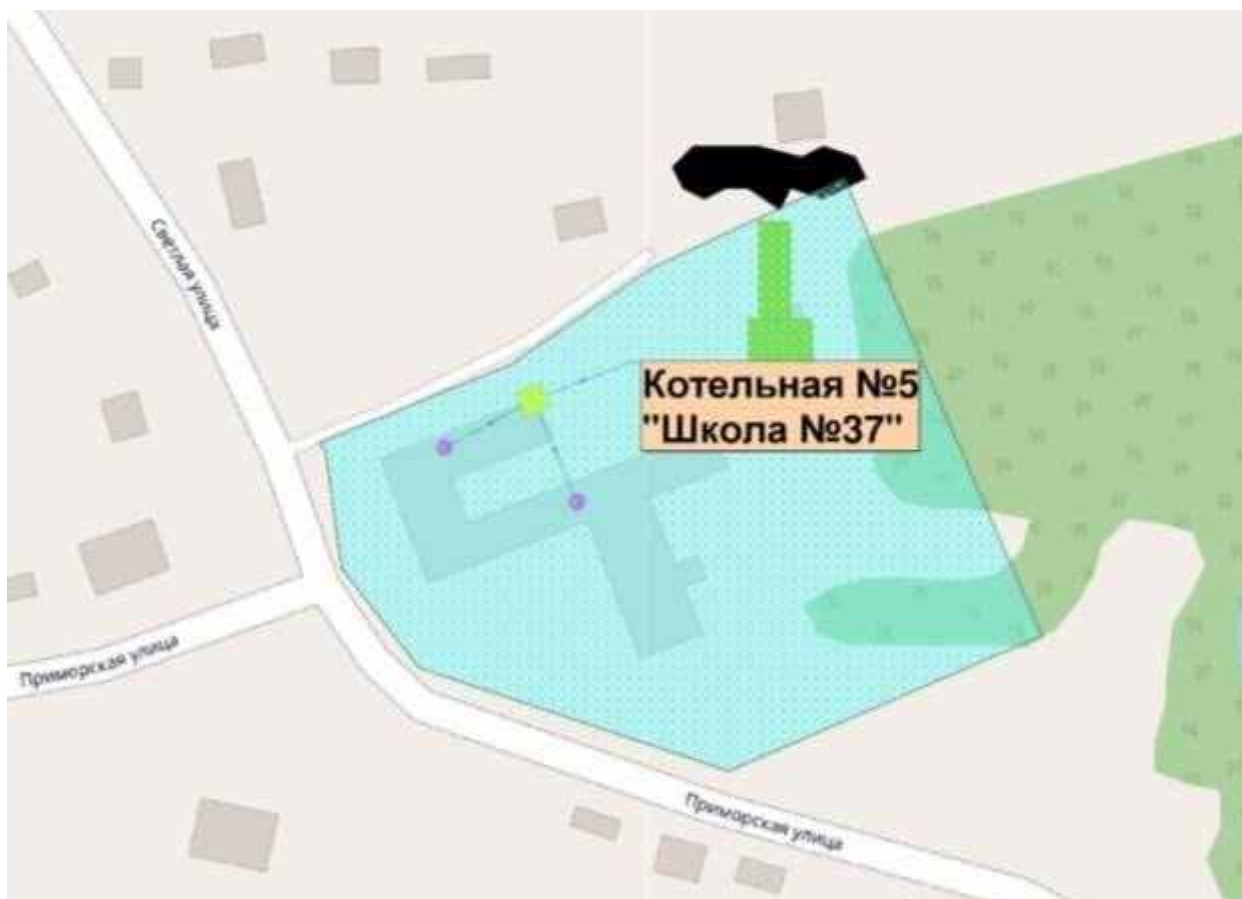 Светлая улица
Котельная №5
"Школа №37"
Приморская улица
Приморская улица